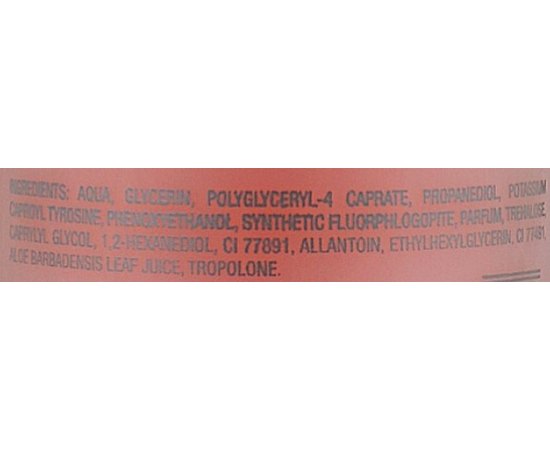 INGREDIENTS: AQUA, GLYCERIN, POLYGLYCERYL-4 CAPRATE, PROPANEDIOL, POTASSIUM
CAPROYL TYROSINE, PHENOXYETHANOL, SYNTHETIC FLUORPHLOGOPITE, PARFUM, TREHALOSE,
CAPRYLYL GLYCOL, 1,2-HEXANEDIOL, CI 77891, ALLANTOIN, ETHYLHEXYLGLYCERIN, CI 77491,
ALOE BARBADENSIS LEAF JUICE, TROPOLONE.